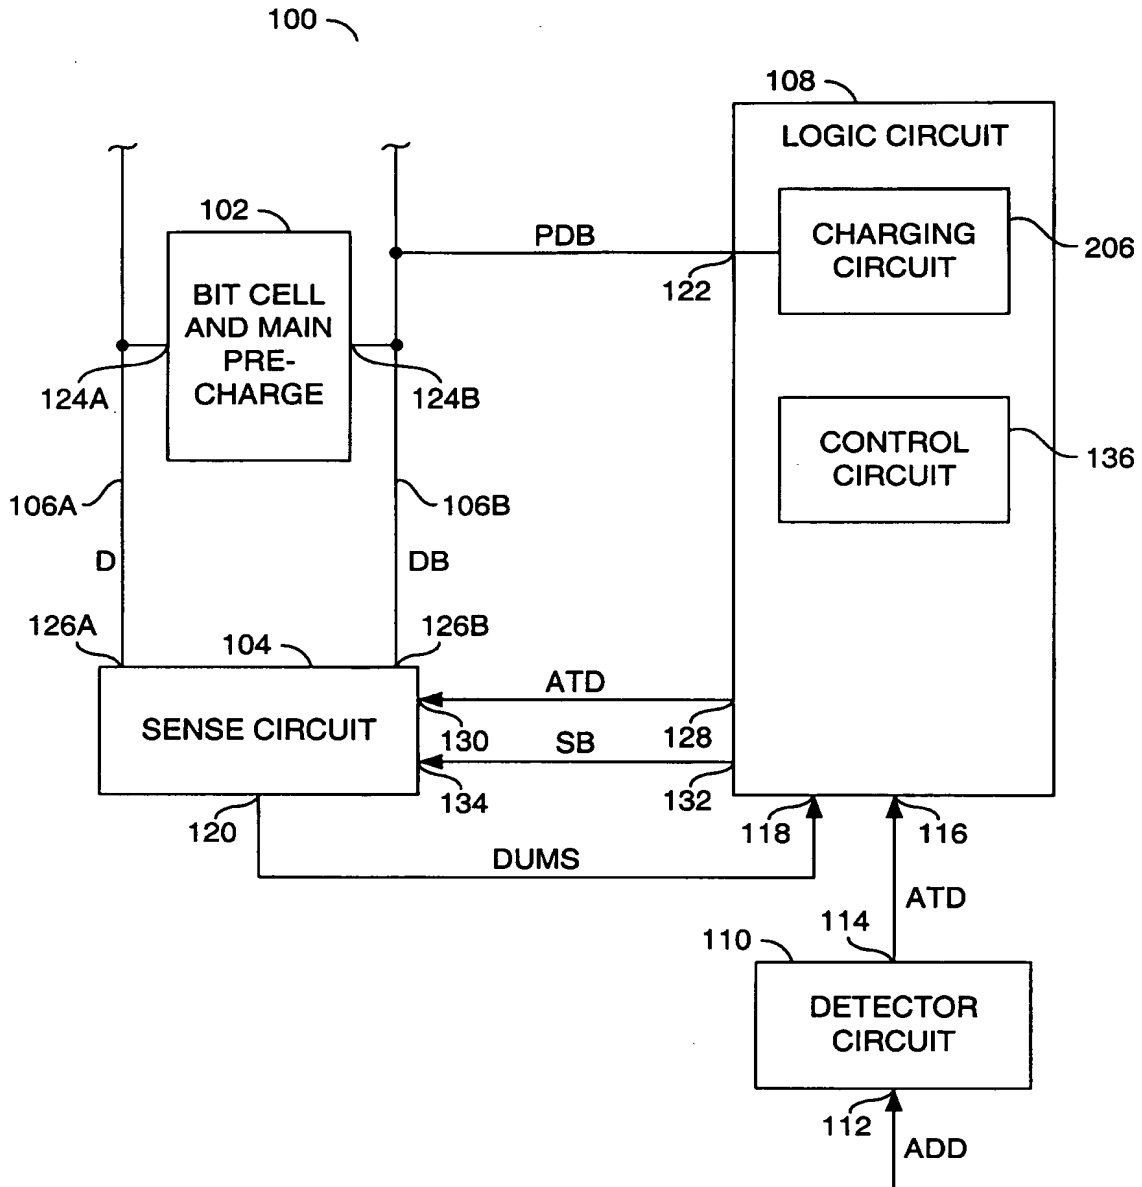 100
108
LOGIC CIRCUIT
102
PDB
CHARGING
CIRCUIT
206
122
BIT CELL
AND MAIN
PRE-
CHARGE
124A
124B
CONTROL
CIRCUIT
136
106A
106B
D
DB
126A
104
126B
ATD
SENSE CIRCUIT
130
128
SB
134
132
120
118
116
DUMS
ATD
114
110
DETECTOR
CIRCUIT
112
ADD